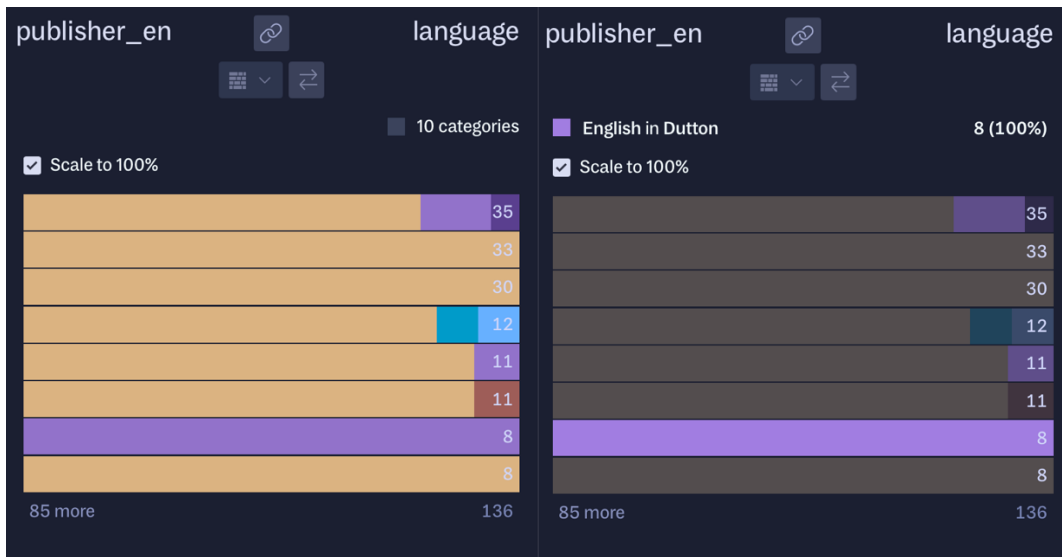 publisher_en language
10 categories
Scale to 100%
35
33
30
12
11
11
8
8
85 more 136
publisher_en language
English in Dutton 8 (100%)
Scale to 100%
35
33
30
12
11
11
8
8
85 more 136